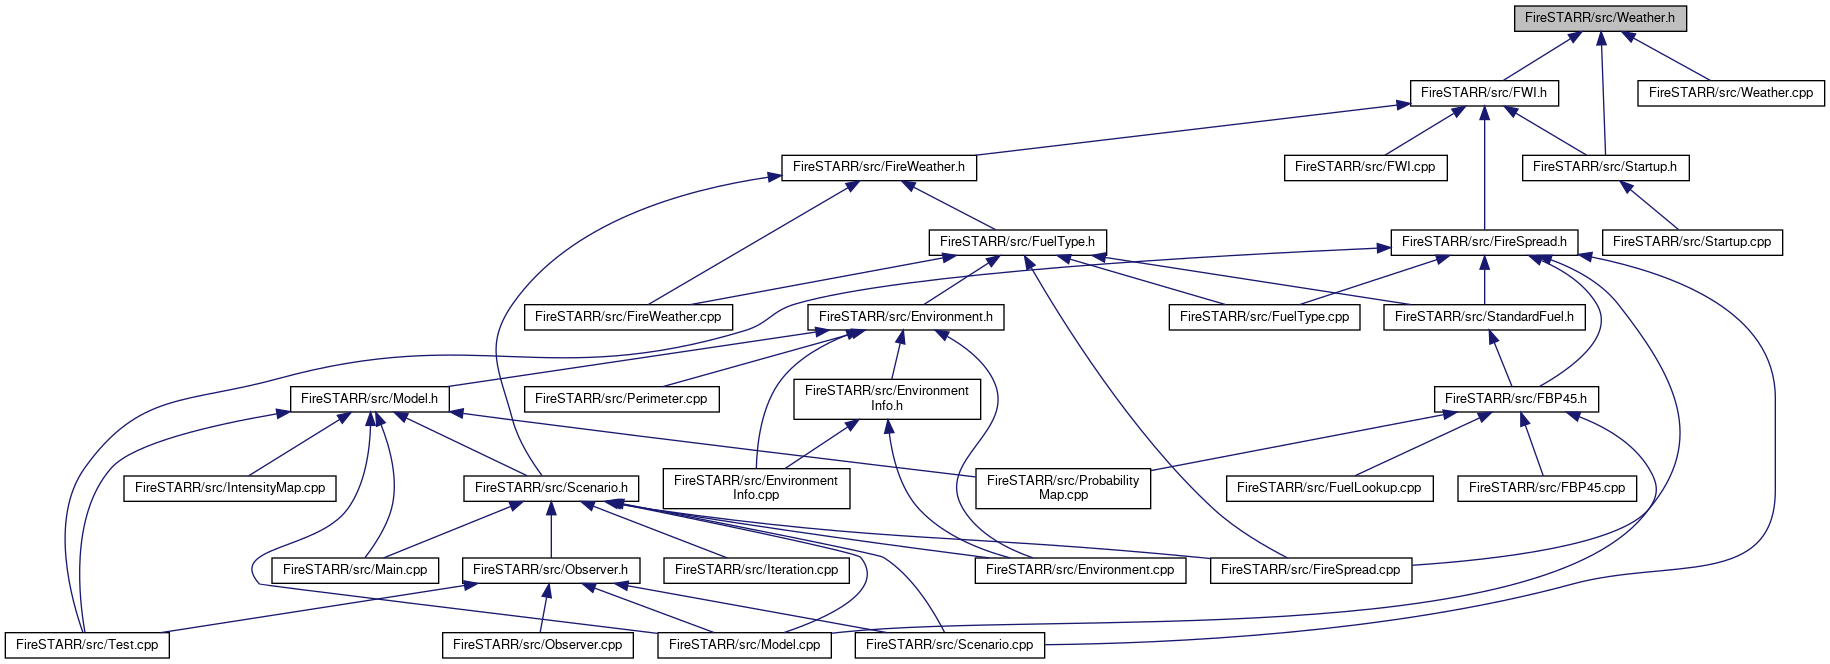 FireSTARR/src/Weather.h
FireSTARR/src/FWI.h
FireSTARR/src/Weather.cpp
FireSTARR/src/FireWeather.h
FireSTARR/src/FWI.cpp
FireSTARR/src/Startup.h
FireSTARR/src/FuelType.h
FireSTARR/src/FireSpread.h
FireSTARR/src/Startup.cpp
FireSTARR/src/FireWeather.cpp
FireSTARR/src/Environment.h
FireSTARR/src/FuelType.cpp
FireSTARR/src/StandardFuel.h
FireSTARR/src/Model.h
FireSTARR/src/Perimeter.cpp
FireSTARR/src/Environment
Info.h
FireSTARR/src/FBP45.h
FireSTARR/src/IntensityMap.cpp
FireSTARR/src/Scenario.h
FireSTARR/src/Environment
Info.cpp
FireSTARR/src/Probability
Map.cpp
FireSTARR/src/FuelLookup.cpp
FireSTARR/src/FBP45.cpp
FireSTARR/src/Main.cpp
FireSTARR/src/Observer.h
FireSTARR/src/Iteration.cpp
FireSTARR/src/Environment.cpp
FireSTARR/src/FireSpread.cpp
FireSTARR/src/Test.cpp
FireSTARR/src/Observer.cpp
FireSTARR/src/Model.cpp
FireSTARR/src/Scenario.cpp